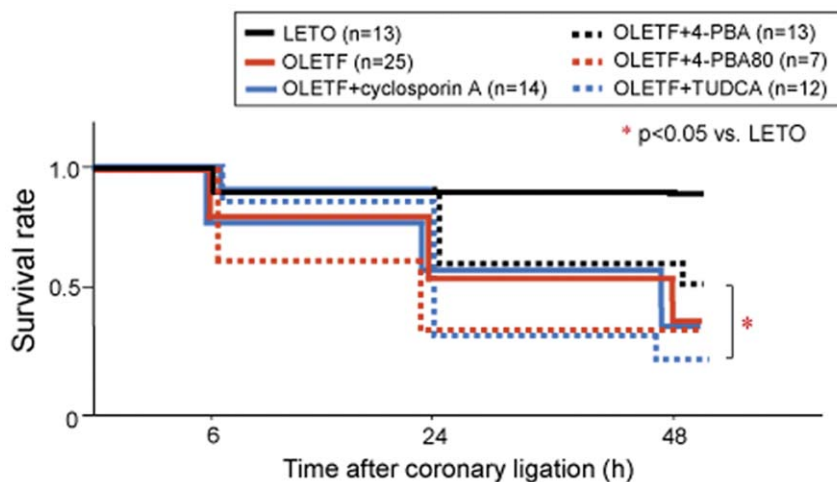 LETO (n=13)
OLETF (n=25)
OLETF+cyclosporin A (n=14)
OLETF+4-PBA (n=13)
OLETF+4-PBA80 (n=7)
OLETF+TUDCA (n=12)
* p<0.05 vs. LETO
Survival rate
1.0
0.5
0
*
6
24
48
Time after coronary ligation (h)